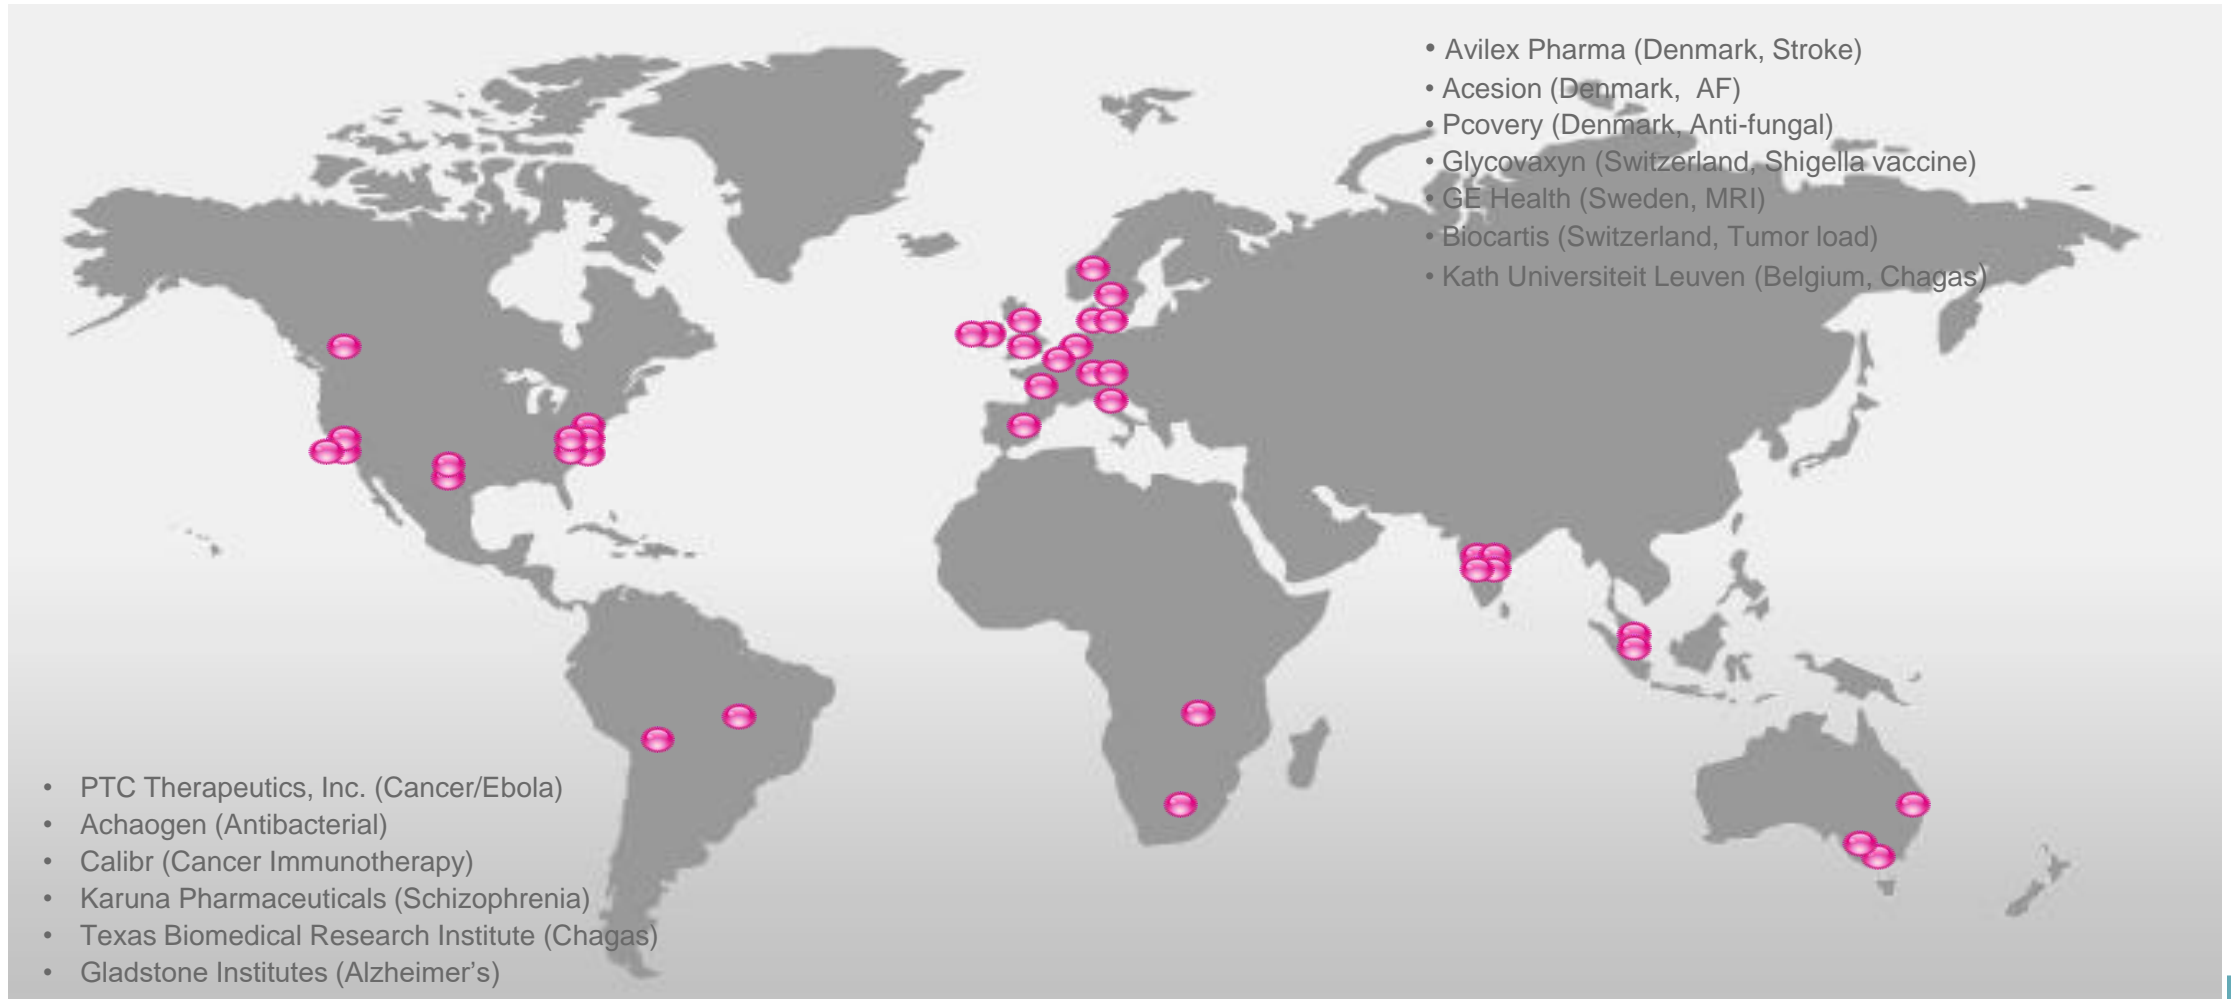 • Avilex Pharma (Denmark, Stroke)
• Acesion (Denmark, AF)
• Pcovery (Denmark, Anti-fungal)
• Glycovaxyn (Switzerland, Shigella vaccine)
• GE Health (Sweden, MRI)
• Biocartis (Switzerland, Tumor load)
• Kath Universiteit Leuven (Belgium, Chagas)
• PTC Therapeutics, Inc. (Cancer/Ebola)
• Achaogen (Antibacterial)
• Calibr (Cancer Immunotherapy)
• Karuna Pharmaceuticals (Schizophrenia)
• Texas Biomedical Research Institute (Chagas)
• Gladstone Institutes (Alzheimer’s)